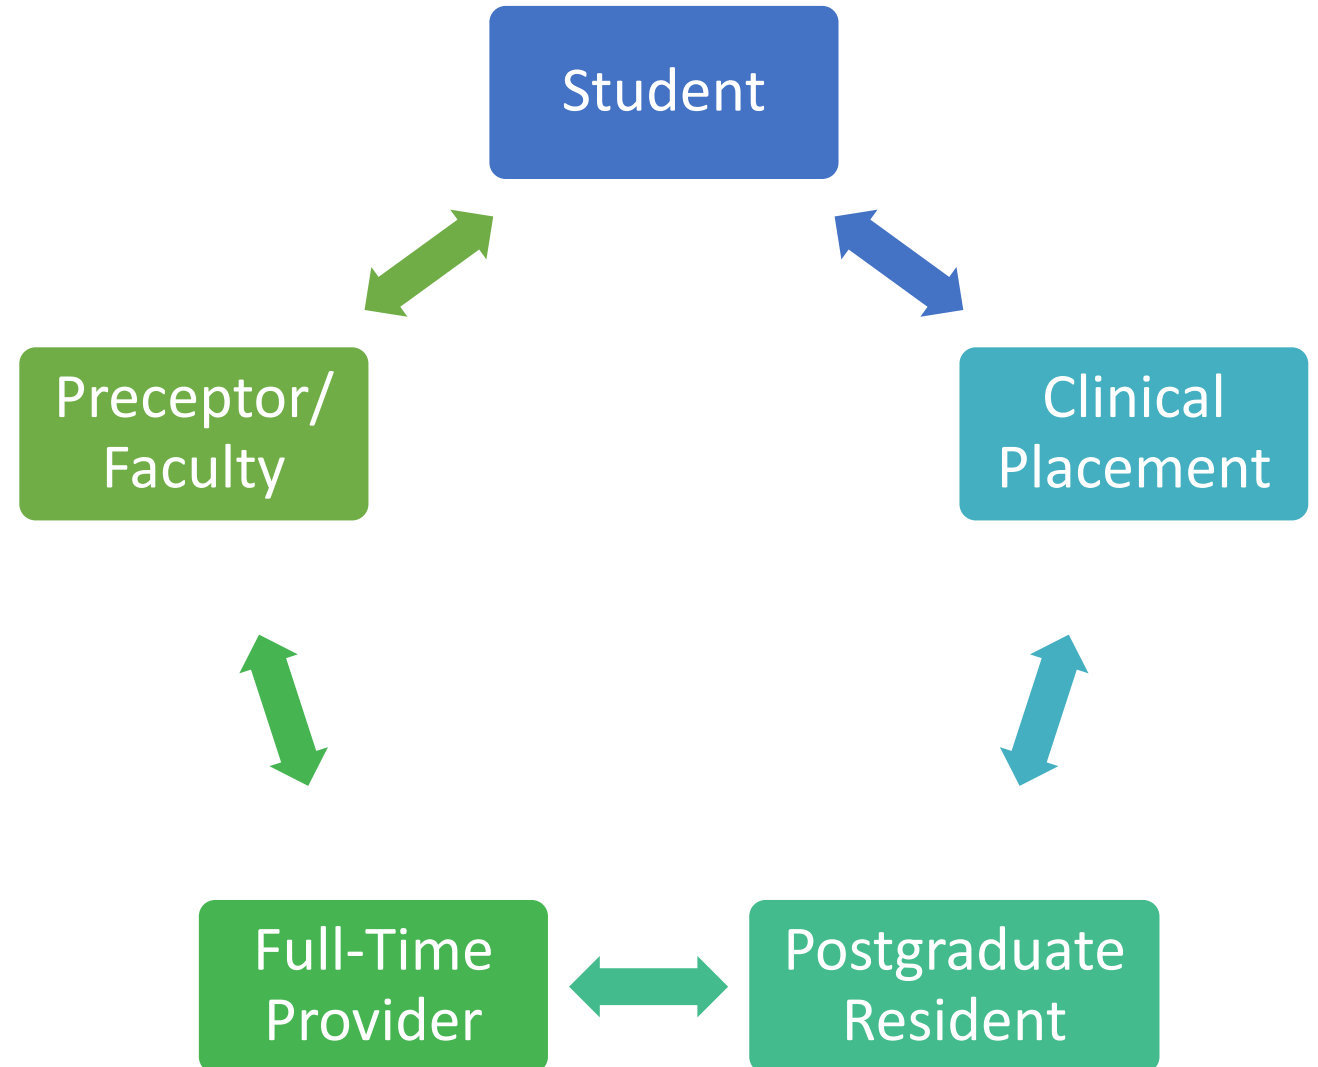 Student
Preceptor/
Faculty
Clinical
Placement
Full-Time
Provider
Postgraduate
Resident